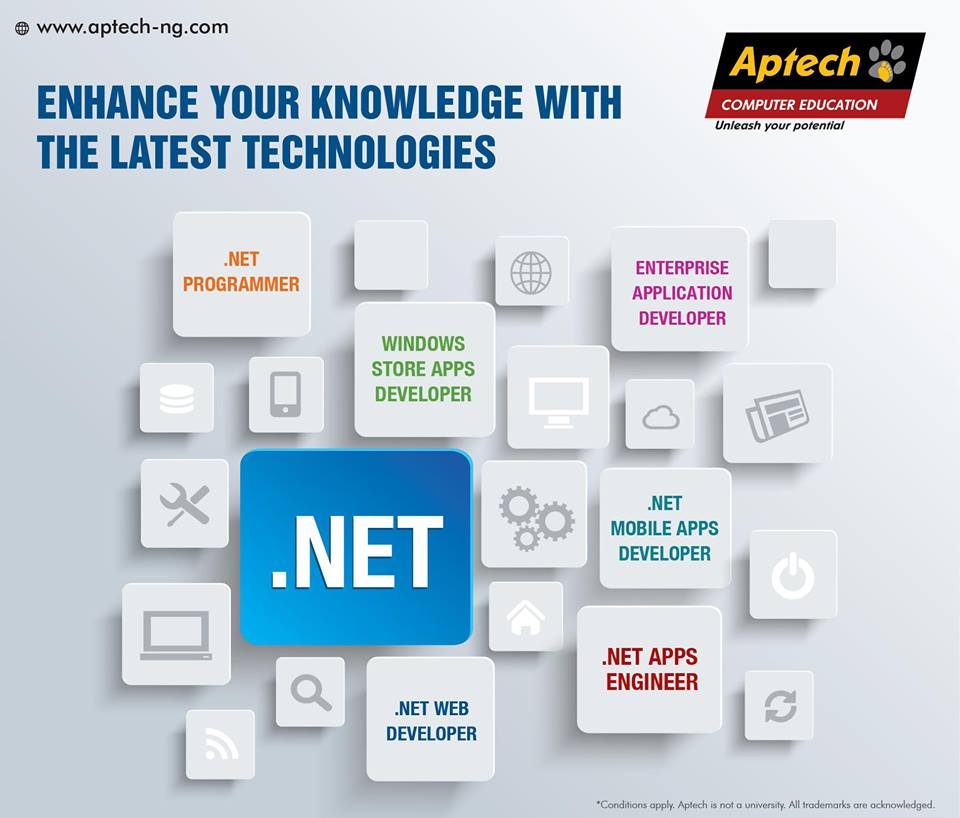 www.aptech-ng.com
Aptech
COMPUTER EDUCATION
Unleash your potential
ENHANCE YOUR KNOWLEDGE WITH
THE LATEST TECHNOLOGIES
.NET
PROGRAMMER
ENTERPRISE
APPLICATION
DEVELOPER
WINDOWS
STORE APPS
DEVELOPER
.NET
.NET
MOBILE APPS
DEVELOPER
.NET APPS
ENGINEER
.NET WEB
DEVELOPER
*Conditions apply. Aptech is not a university. All trademarks are acknowledged.